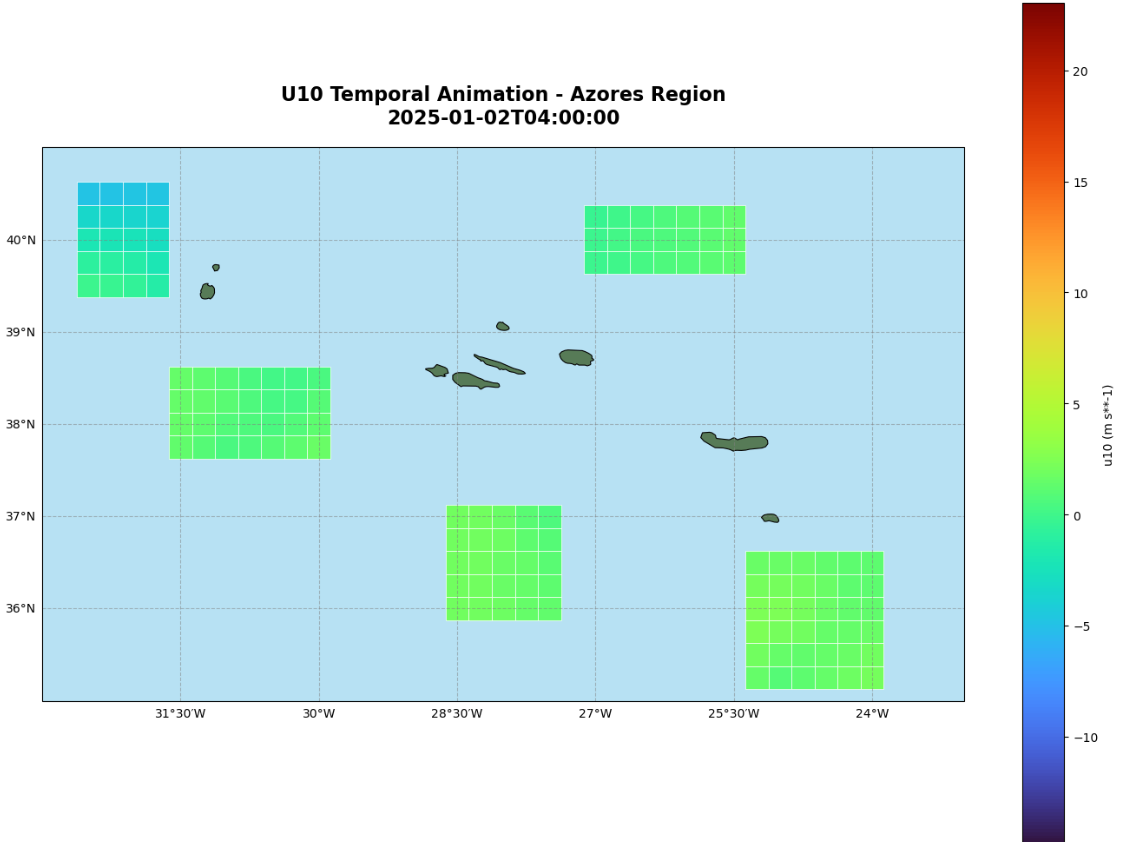 U10 Temporal Animation - Azores Region
2025-01-02T04:00:00
40°N
39°N
38°N
37°N
36°N
31°30′W
30°W
28°30′W
27°W
25°30′W
24°W
20
15
10
5
0
−5
−10
u10 (m s**-1)